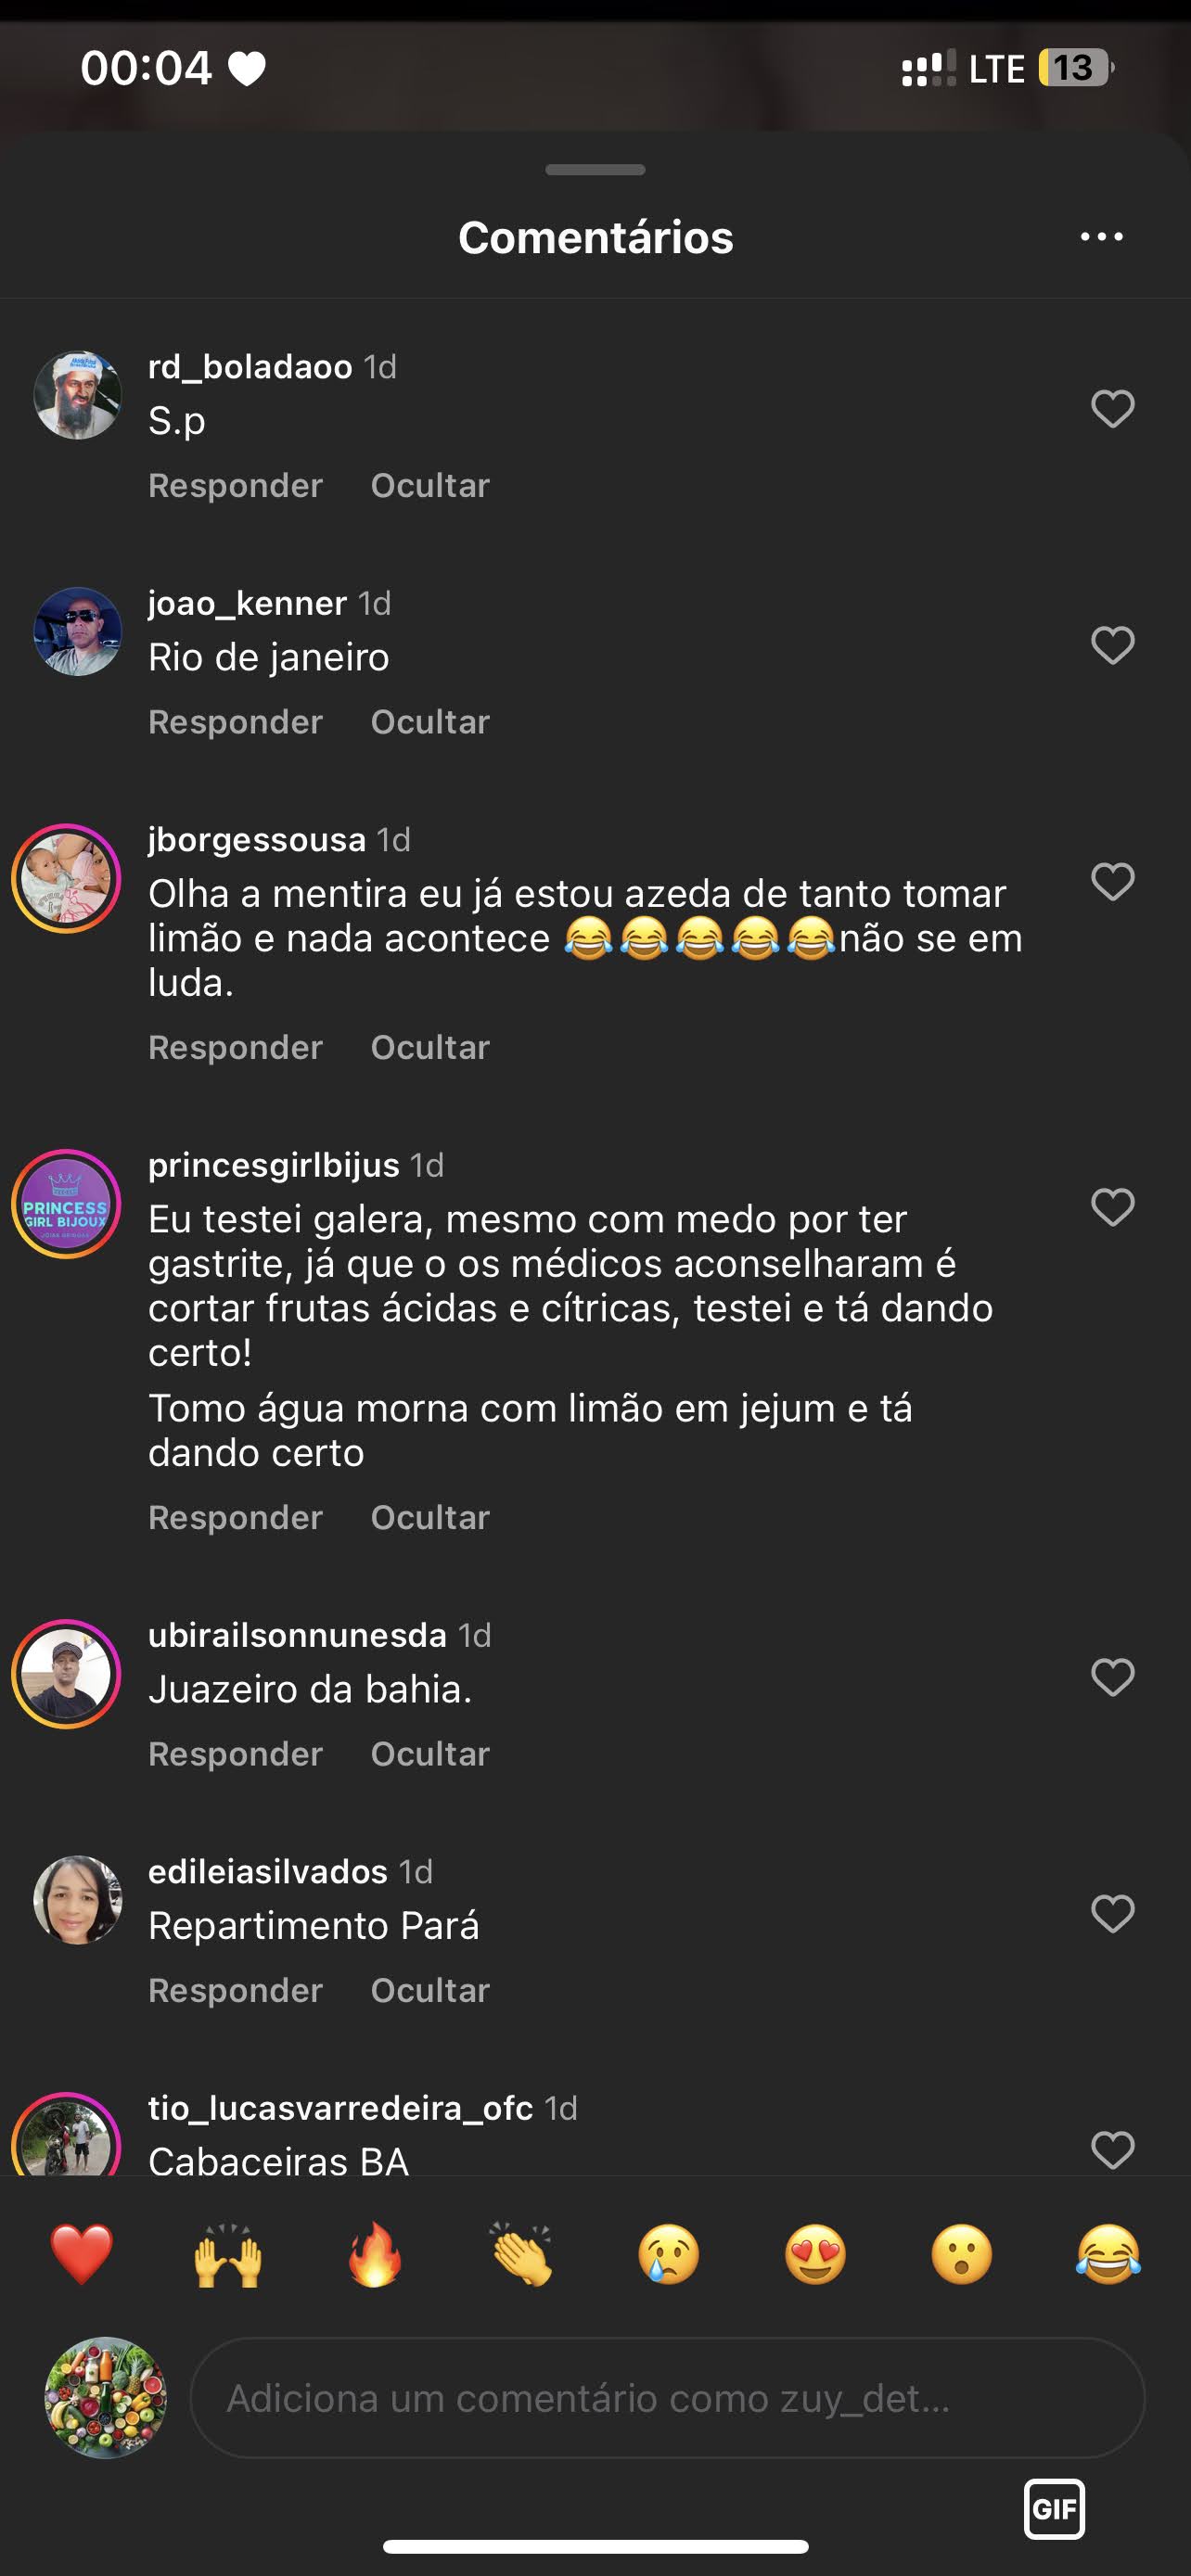 00:04
LTE 13
Comentários
rd_boladaoo 1d
S.p
Responder Ocultar
joao_kenner 1d
Rio de janeiro
Responder Ocultar
jborgessousa 1d
Olha a mentira eu já estou azeda de tanto tomar
limão e nada acontece 😂😂😂😂😂não se em
luda.
Responder Ocultar
PRINCESS
GIRL BIJOUX
princesgirlbijus 1d
Eu testei galera, mesmo com medo por ter
gastrite, já que o os médicos aconselharam é
cortar frutas ácidas e cítricas, testei e tá dando
certo!
Tomo água morna com limão em jejum e tá
dando certo
Responder Ocultar
ubirailsonnunesda 1d
Juazeiro da bahia.
Responder Ocultar
edileiasilvados 1d
Repartimento Pará
Responder Ocultar
tio_lucasvarredeira_ofc 1d
Cabaceiras BA
Adiciona um comentário como zuy_det...
GIF